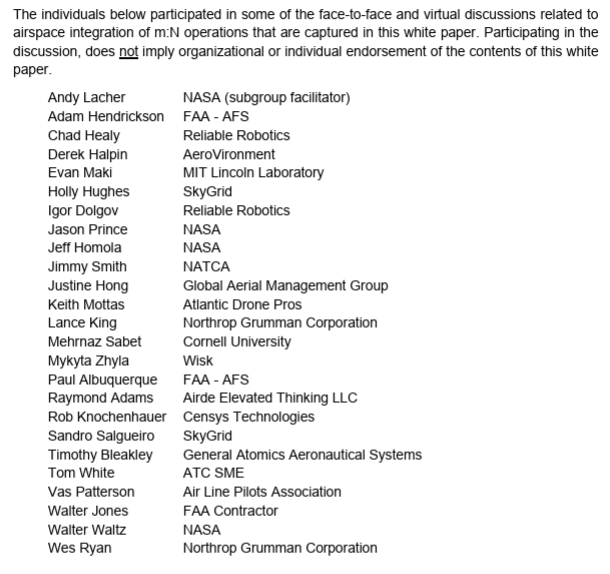 The individuals below participated in some of the face-to-face and virtual discussions related to
airspace integration of m:N operations that are captured in this white paper. Participating in the
discussion, does not imply organizational or individual endorsement of the contents of this white
paper.
Andy Lacher NASA (subgroup facilitator)
Adam Hendrickson FAA - AFS
Chad Healy Reliable Robotics
Derek Halpin AeroVironment
Evan Maki MIT Lincoln Laboratory
Holly Hughes SkyGrid
Igor Dolgov Reliable Robotics
Jason Prince NASA
Jeff Homola NASA
Jimmy Smith NATCA
Justine Hong Global Aerial Management Group
Keith Mottas Atlantic Drone Pros
Lance King Northrop Grumman Corporation
Mehrnaz Sabet Cornell University
Mykyta Zhyla Wisk
Paul Albuquerque FAA - AFS
Raymond Adams Airde Elevated Thinking LLC
Rob Knochenhauer Censys Technologies
Sandro Salgueiro SkyGrid
Timothy Bleakley General Atomics Aeronautical Systems
Tom White ATC SME
Vas Patterson Air Line Pilots Association
Walter Jones FAA Contractor
Walter Waltz NASA
Wes Ryan Northrop Grumman Corporation